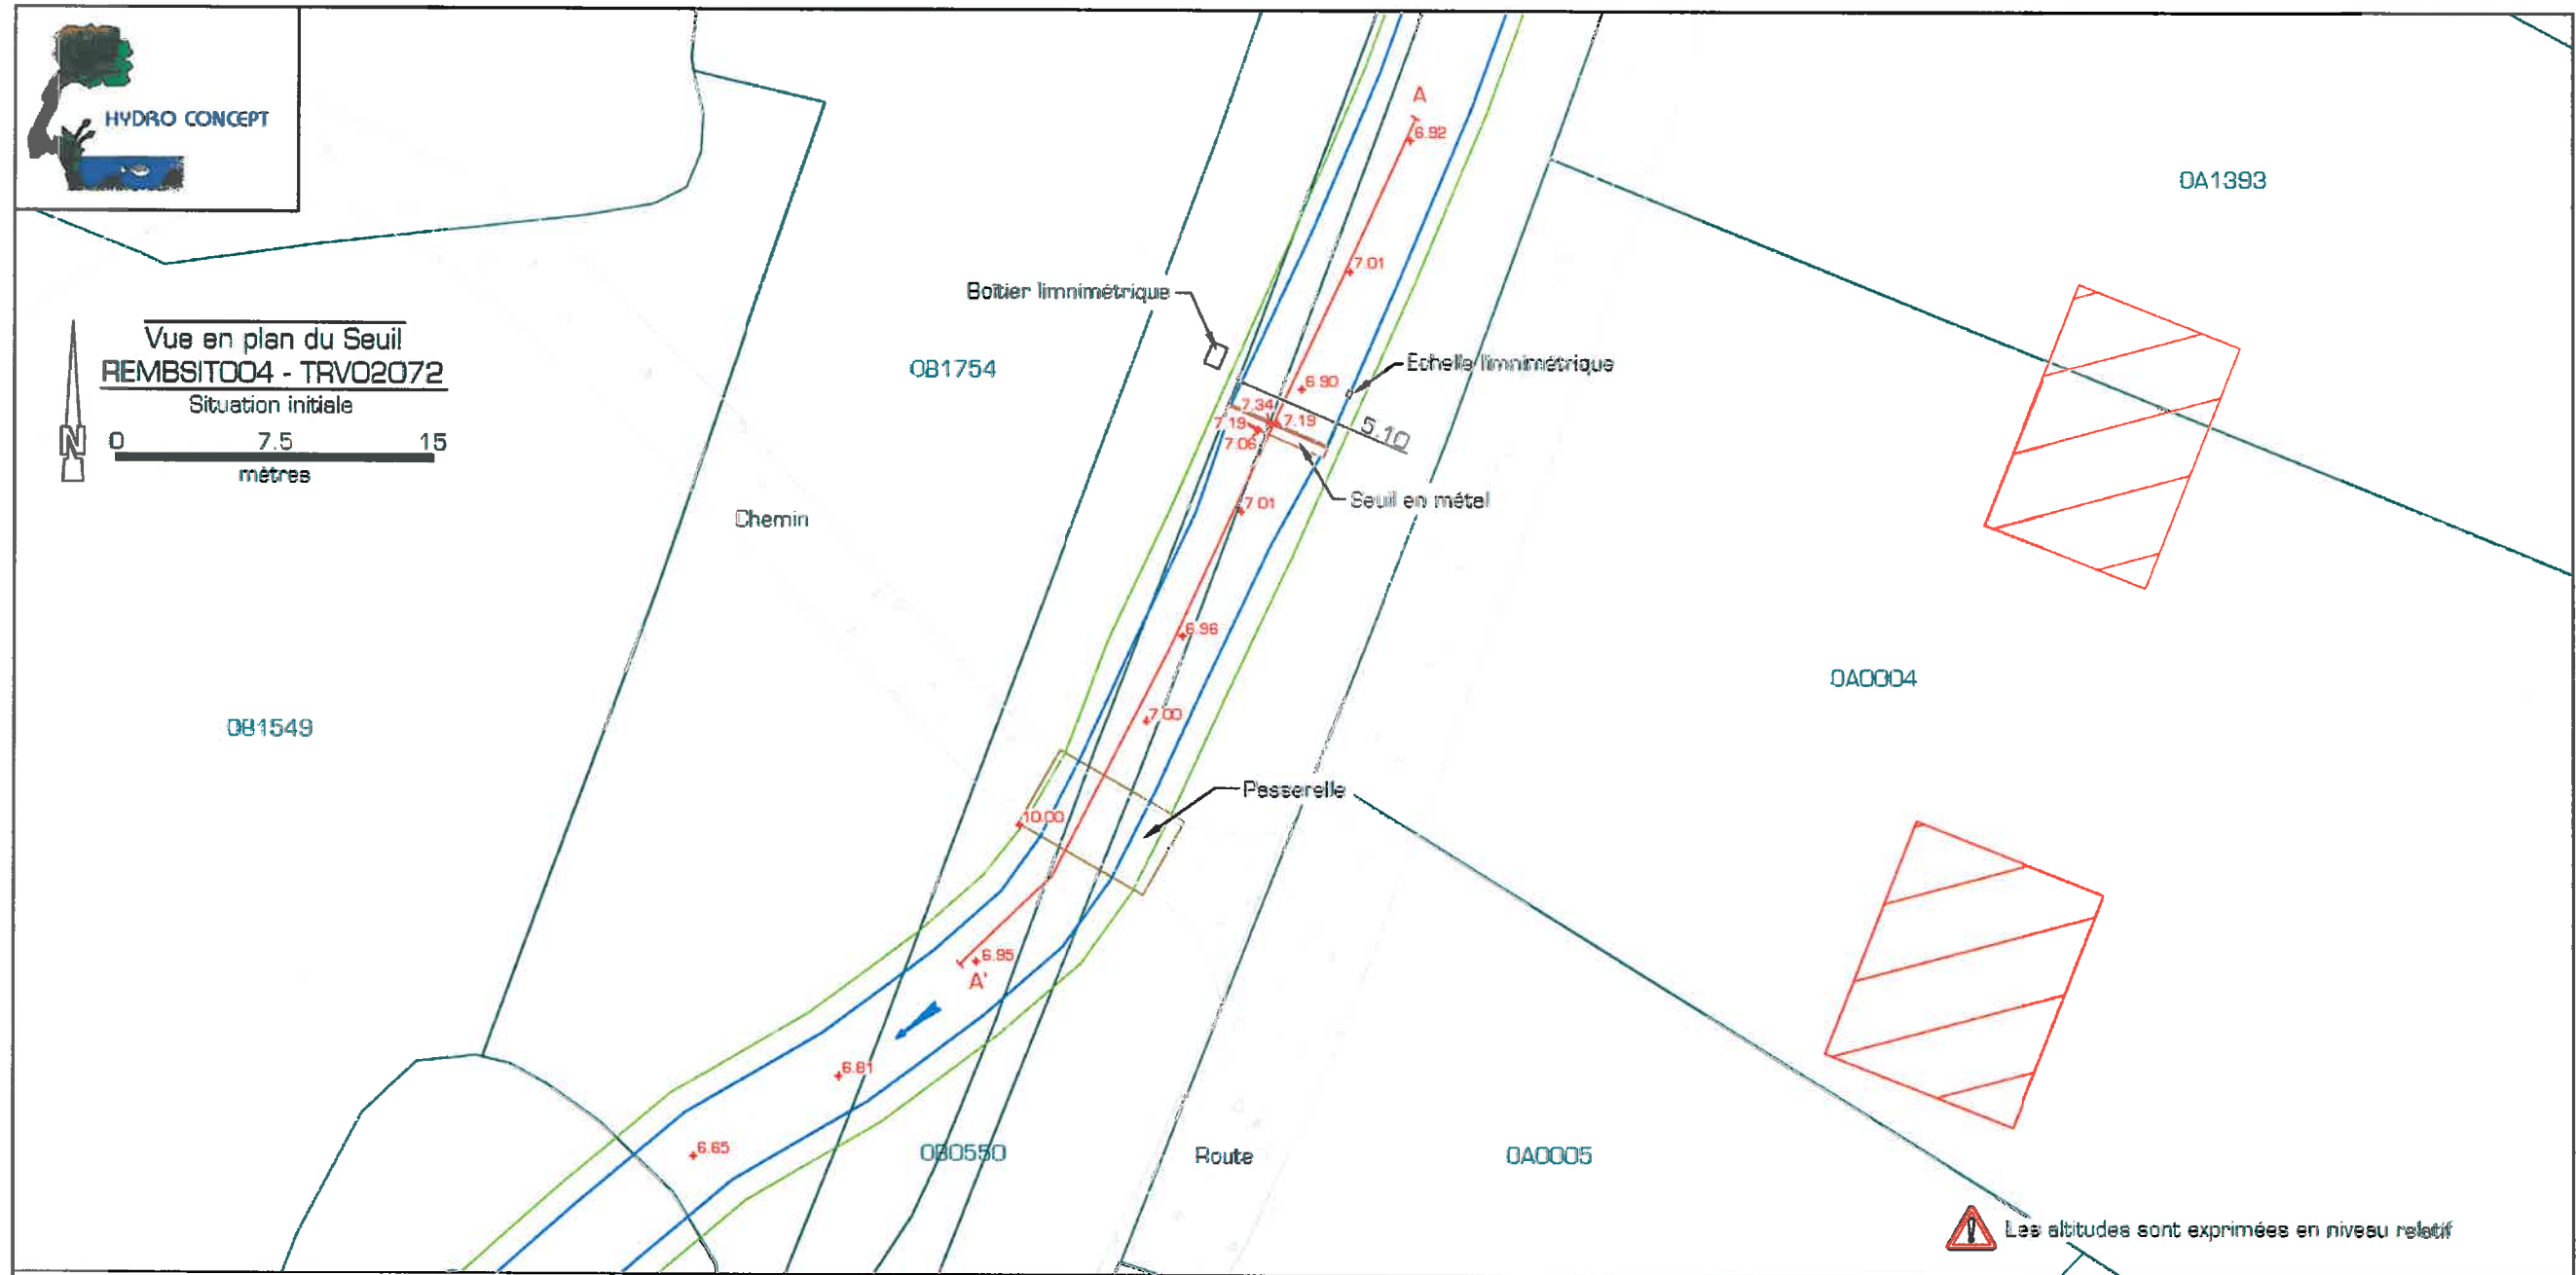 HYDRO CONCEPT
Vue en plan du Seuil
REMBSIT004 - TRV02072
Situation initiale
N
0 7.5 15
mètres
A
6.92
0A1393
7.01
Boîtier limnimétrique
0B1754
Echelle limnimétrique
6.90
7.34
7.19
7.19
7.06
5.10
Seuil en métal
7.01
Chemin
6.96
0A0004
7.00
0B1549
Passerelle
10.00
6.95
A'
6.81
6.65
0B0550
Route
0A0005
Les altitudes sont exprimées en niveau relatif